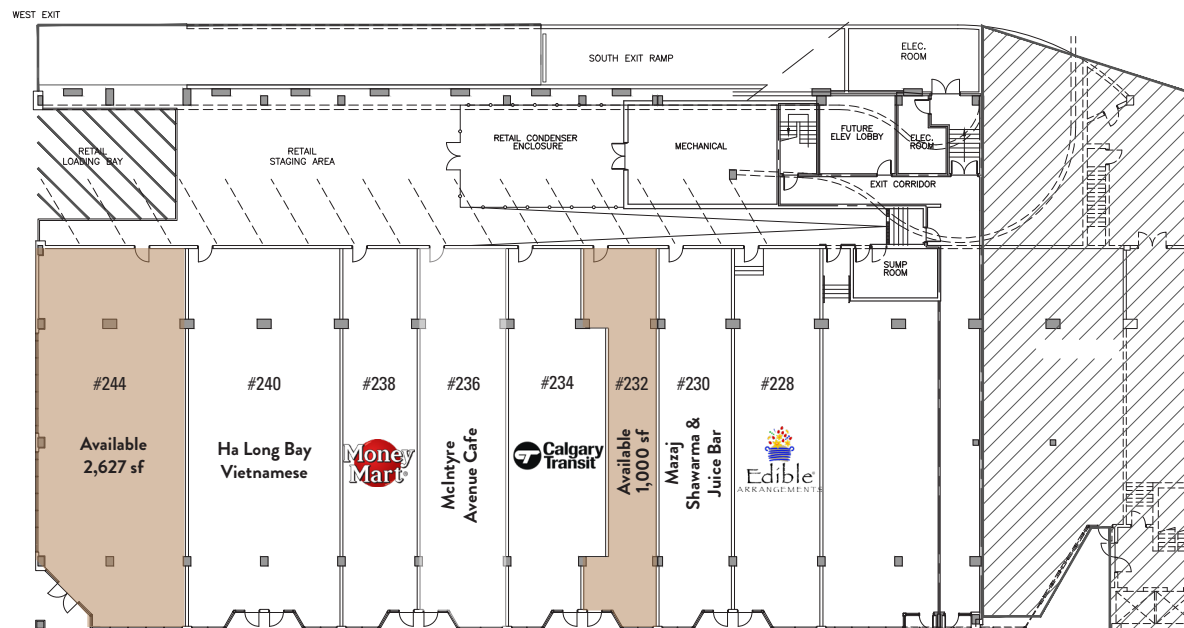 WEST EXIT
SOUTH EXIT RAMP
ELEC.
ROOM
RETAIL
LOADING BAY
RETAIL
STAGING AREA
RETAIL CONDENSER
ENCLOSURE
MECHANICAL
FUTURE
ELEV LOBBY
ELEC.
ROOM
EXIT CORRIDOR
SUMP
ROOM
#244
Available
2,627 sf
#240
Ha Long Bay
Vietnamese
#238
Money
Mart®
#236
McIntyre
Avenue Cafe
#234
Calgary
Transit
#232
Available
1,000 sf
#230
Mazaj
Shawarma &
Juice Bar
#228
Edible®
ARRANGEMENTS